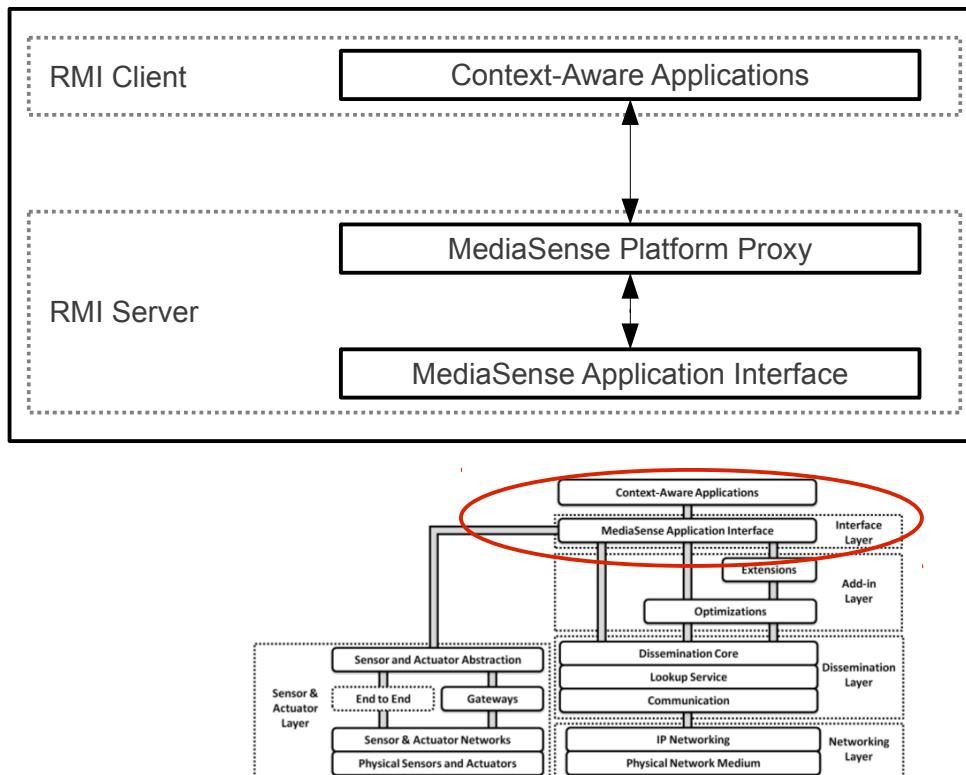 RMI Client
Context-Aware Applications
RMI Server
MediaSense Platform Proxy
MediaSense Application Interface
Context-Aware Applications
MediaSense Application Interface
Interface
Layer
Extensions
Add-in
Layer
Optimizations
Sensor &
Actuator
Layer
Sensor and Actuator Abstraction
End to End
Gateways
Sensor & Actuator Networks
Physical Sensors and Actuators
Dissemination Core
Lookup Service
Communication
Dissemination
Layer
IP Networking
Physical Network Medium
Networking
Layer